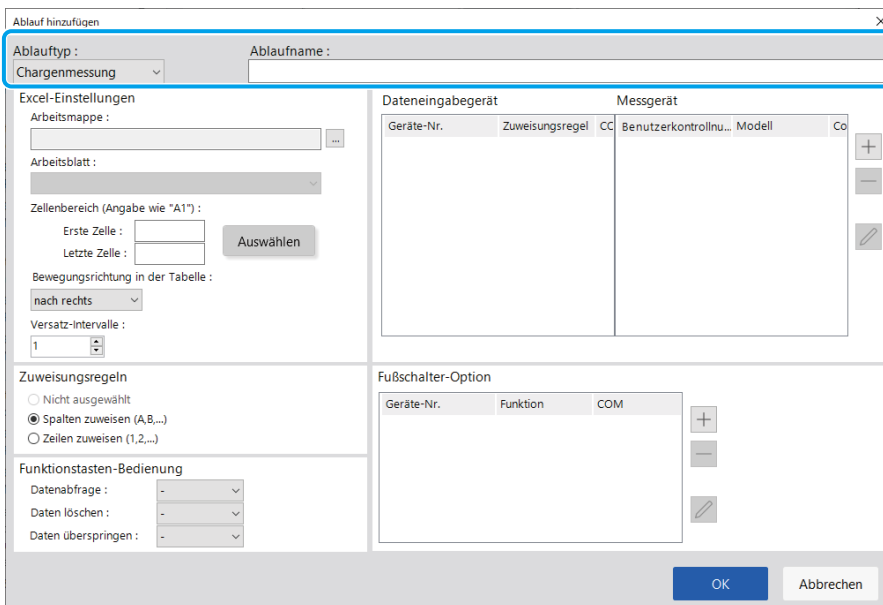 Ablauf hinzufügen
Ablauftyp :
Ablaufname :
Chargenmessung
Excel-Einstellungen
Arbeitsmappe :
...
Arbeitsblatt :
Zellenbereich (Angabe wie "A1") :
Erste Zelle :
Letzte Zelle :
Auswählen
Bewegungsrichtung in der Tabelle :
nach rechts
Versatz-Intervalle :
1
Dateneingabegerät
Messgerät
Geräte-Nr. Zuweisungsregel CC Benutzerkontrollnu... Modell Co
Zuweisungsregeln
Nicht ausgewählt
Spalten zuweisen (A,B,...)
Zeilen zuweisen (1,2,...)
Fußschalter-Option
Geräte-Nr. Funktion COM
Funktionstasten-Bedienung
Datenabfrage : -
Daten löschen : -
Daten überspringen : -
OK
Abbrechen